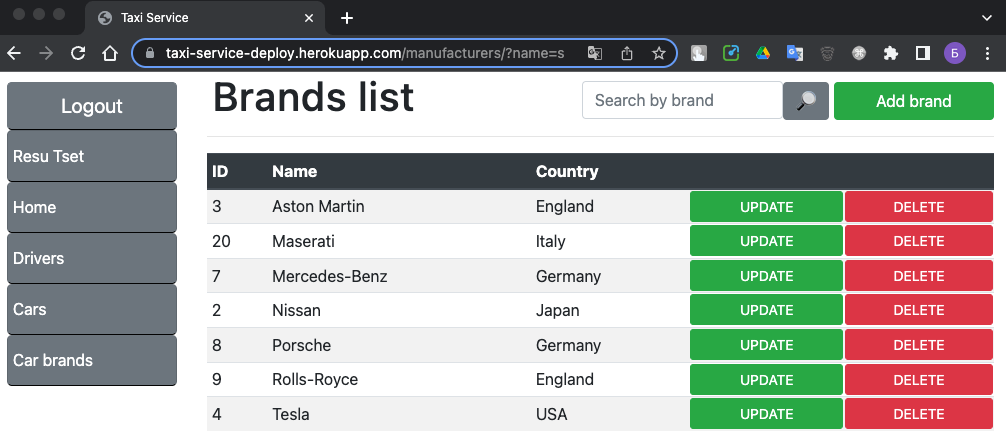 Taxi Service
taxi-service-deploy.herokuapp.com/manufacturers/?name=s
Б
Logout
Resu Tset
Home
Drivers
Cars
Car brands
Brands list
Search by brand
Add brand
ID Name Country
3 Aston Martin England UPDATE DELETE
20 Maserati Italy UPDATE DELETE
7 Mercedes-Benz Germany UPDATE DELETE
2 Nissan Japan UPDATE DELETE
8 Porsche Germany UPDATE DELETE
9 Rolls-Royce England UPDATE DELETE
4 Tesla USA UPDATE DELETE